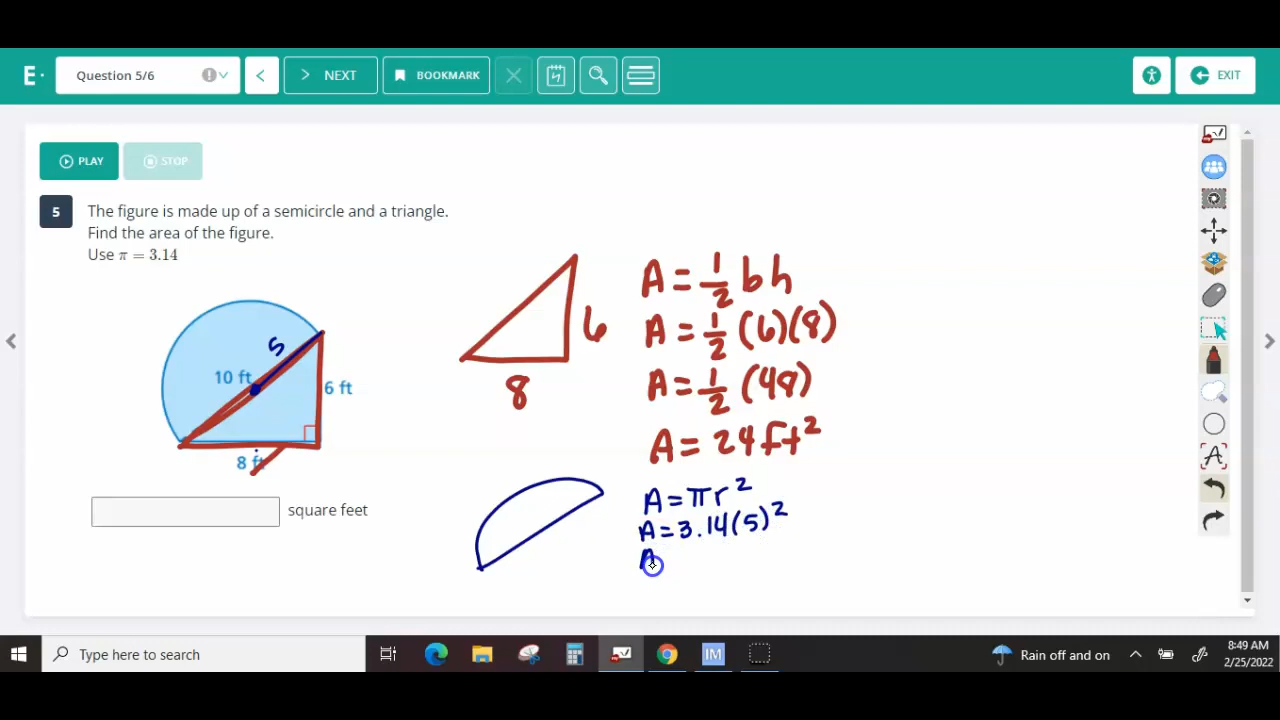 E·
Question 5/6
NEXT
BOOKMARK
EXIT
PLAY
STOP
5
The figure is made up of a semicircle and a triangle.
Find the area of the figure.
Use π = 3.14
5
10 ft
6 ft
8 ft
square feet
6
8
A = 1/2 bh
A = 1/2 (6)(8)
A = 1/2 (48)
A = 24 ft²
A = πr²
A = 3.14(5)²
A
Type here to search
IM
Rain off and on
8:49 AM
2/25/2022